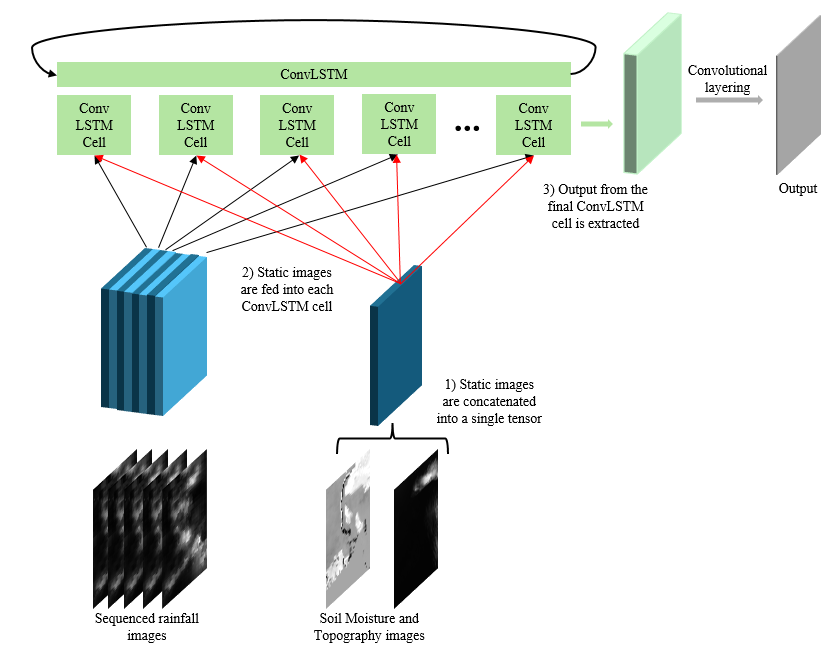 ConvLSTM
Conv
LSTM
Cell
Conv
LSTM
Cell
Conv
LSTM
Cell
Conv
LSTM
Cell
...
Conv
LSTM
Cell
Convolutional
layering
Output
3) Output from the
final ConvLSTM
cell is extracted
2) Static images
are fed into each
ConvLSTM cell
1) Static images
are concatenated
into a single tensor
Sequenced rainfall
images
Soil Moisture and
Topography images